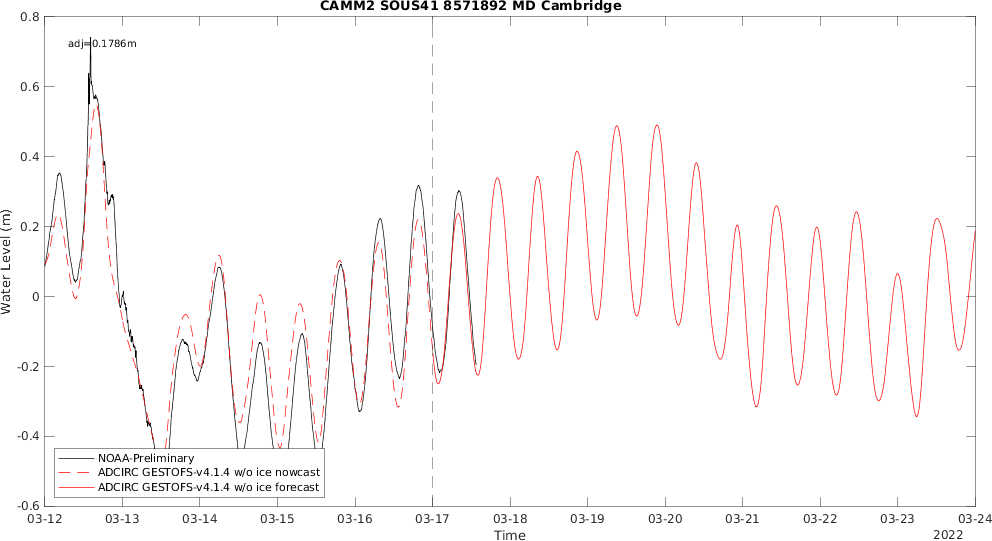 CAMM2 SOUS41 8571892 MD Cambridge
0.8
adj=0.1786m
0.6
0.4
0.2
0
-0.2
-0.4
-0.6
Water Level (m)
NOAA-Preliminary
ADCIRC GESTOFS-v4.1.4 w/o ice nowcast
ADCIRC GESTOFS-v4.1.4 w/o ice forecast
03-12 03-13 03-14 03-15 03-16 03-17 03-18 03-19 03-20 03-21 03-22 03-23 03-24
Time
2022